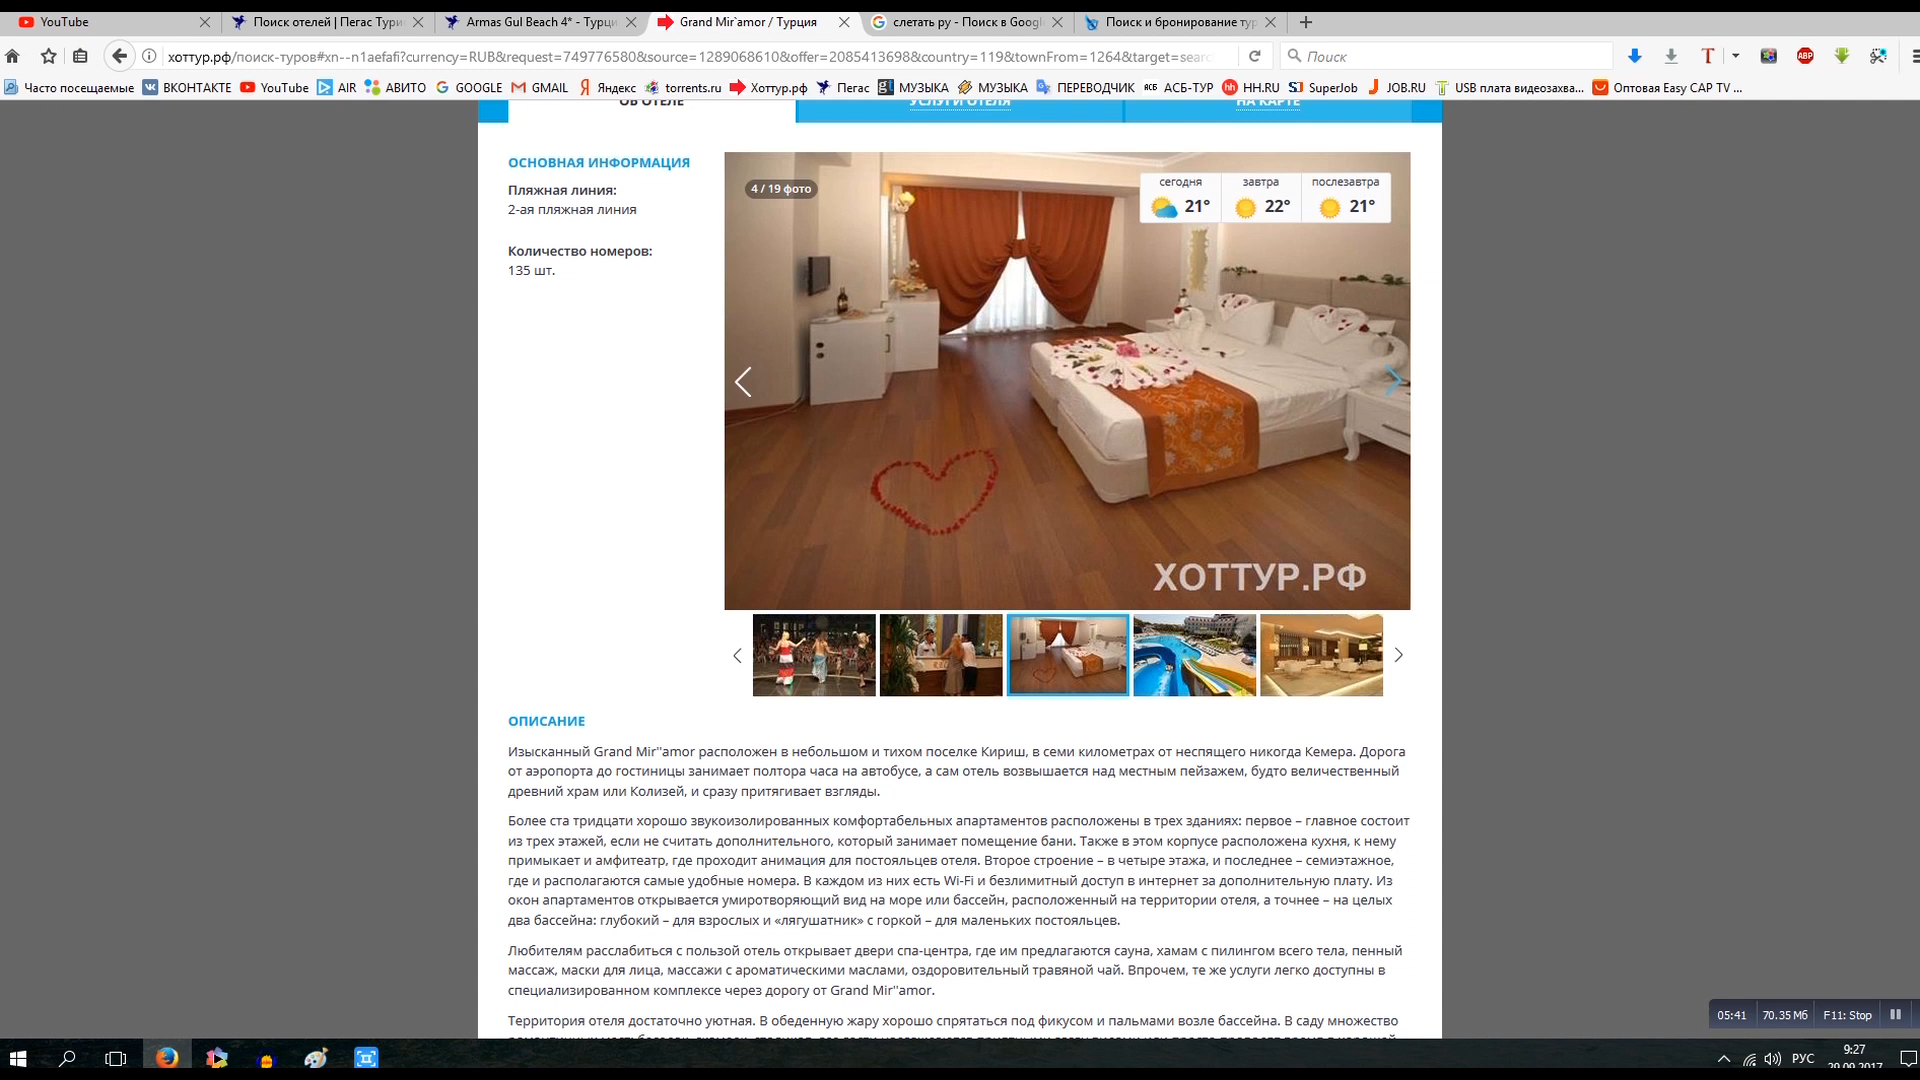 YouTube
Поиск отелей | Пегас Тури
Armas Gul Beach 4* - Турци
Grand Mir`amor / Турция
слетать ру - Поиск в Googl
Поиск и бронирование тур
хоттур.рф/поиск-туров#xn--n1aefafi?currency=RUB&request=749776580&source=1289068610&offer=2085413698&country=119&townFrom=1264&target=searc
Поиск
Часто посещаемые ВКОНТАКТЕ YouTube AIR АВИТО GOOGLE GMAIL Яндекс torrents.ru Хоттур.рф Пегас МУЗЫКА МУЗЫКА ПЕРЕВОДЧИК АСБ-ТУР HH.RU SuperJob JOB.RU USB плата видеозахва... Оптовая Easy CAP TV ...
ОБ ОТЕЛЕ
УСЛУГИ ОТЕЛЯ
НА КАРТЕ
ОСНОВНАЯ ИНФОРМАЦИЯ
Пляжная линия:
2-ая пляжная линия
Количество номеров:
135 шт.
4 / 19 фото
сегодня завтра послезавтра
21° 22° 21°
ХОТТУР.РФ
ОПИСАНИЕ
Изысканный Grand Mir''amor расположен в небольшом и тихом поселке Кириш, в семи километрах от неспящего никогда Кемера. Дорога
от аэропорта до гостиницы занимает полтора часа на автобусе, а сам отель возвышается над местным пейзажем, будто величественный
древний храм или Колизей, и сразу притягивает взгляды.
Более ста тридцати хорошо звукоизолированных комфортабельных апартаментов расположены в трех зданиях: первое – главное состоит
из трех этажей, если не считать дополнительного, который занимает помещение бани. Также в этом корпусе расположена кухня, к нему
примыкает и амфитеатр, где проходит анимация для постояльцев отеля. Второе строение – в четыре этажа, и последнее – семиэтажное,
где и располагаются самые удобные номера. В каждом из них есть Wi-Fi и безлимитный доступ в интернет за дополнительную плату. Из
окон апартаментов открывается умиротворяющий вид на море или бассейн, расположенный на территории отеля, а точнее – на целых
два бассейна: глубокий – для взрослых и «лягушатник» с горкой – для маленьких постояльцев.
Любителям расслабиться с пользой отель открывает двери спа-центра, где им предлагаются сауна, хамам с пилингом всего тела, пенный
массаж, маски для лица, массажи с ароматическими маслами, оздоровительный травяной чай. Впрочем, те же услуги легко доступны в
специализированном комплексе через дорогу от Grand Mir''amor.
Территория отеля достаточно уютная. В обеденную жару хорошо спрятаться под фикусом и пальмами возле бассейна. В саду множество
05:41 70.35 Мб F11: Stop
РУС
9:27
29.09.2017